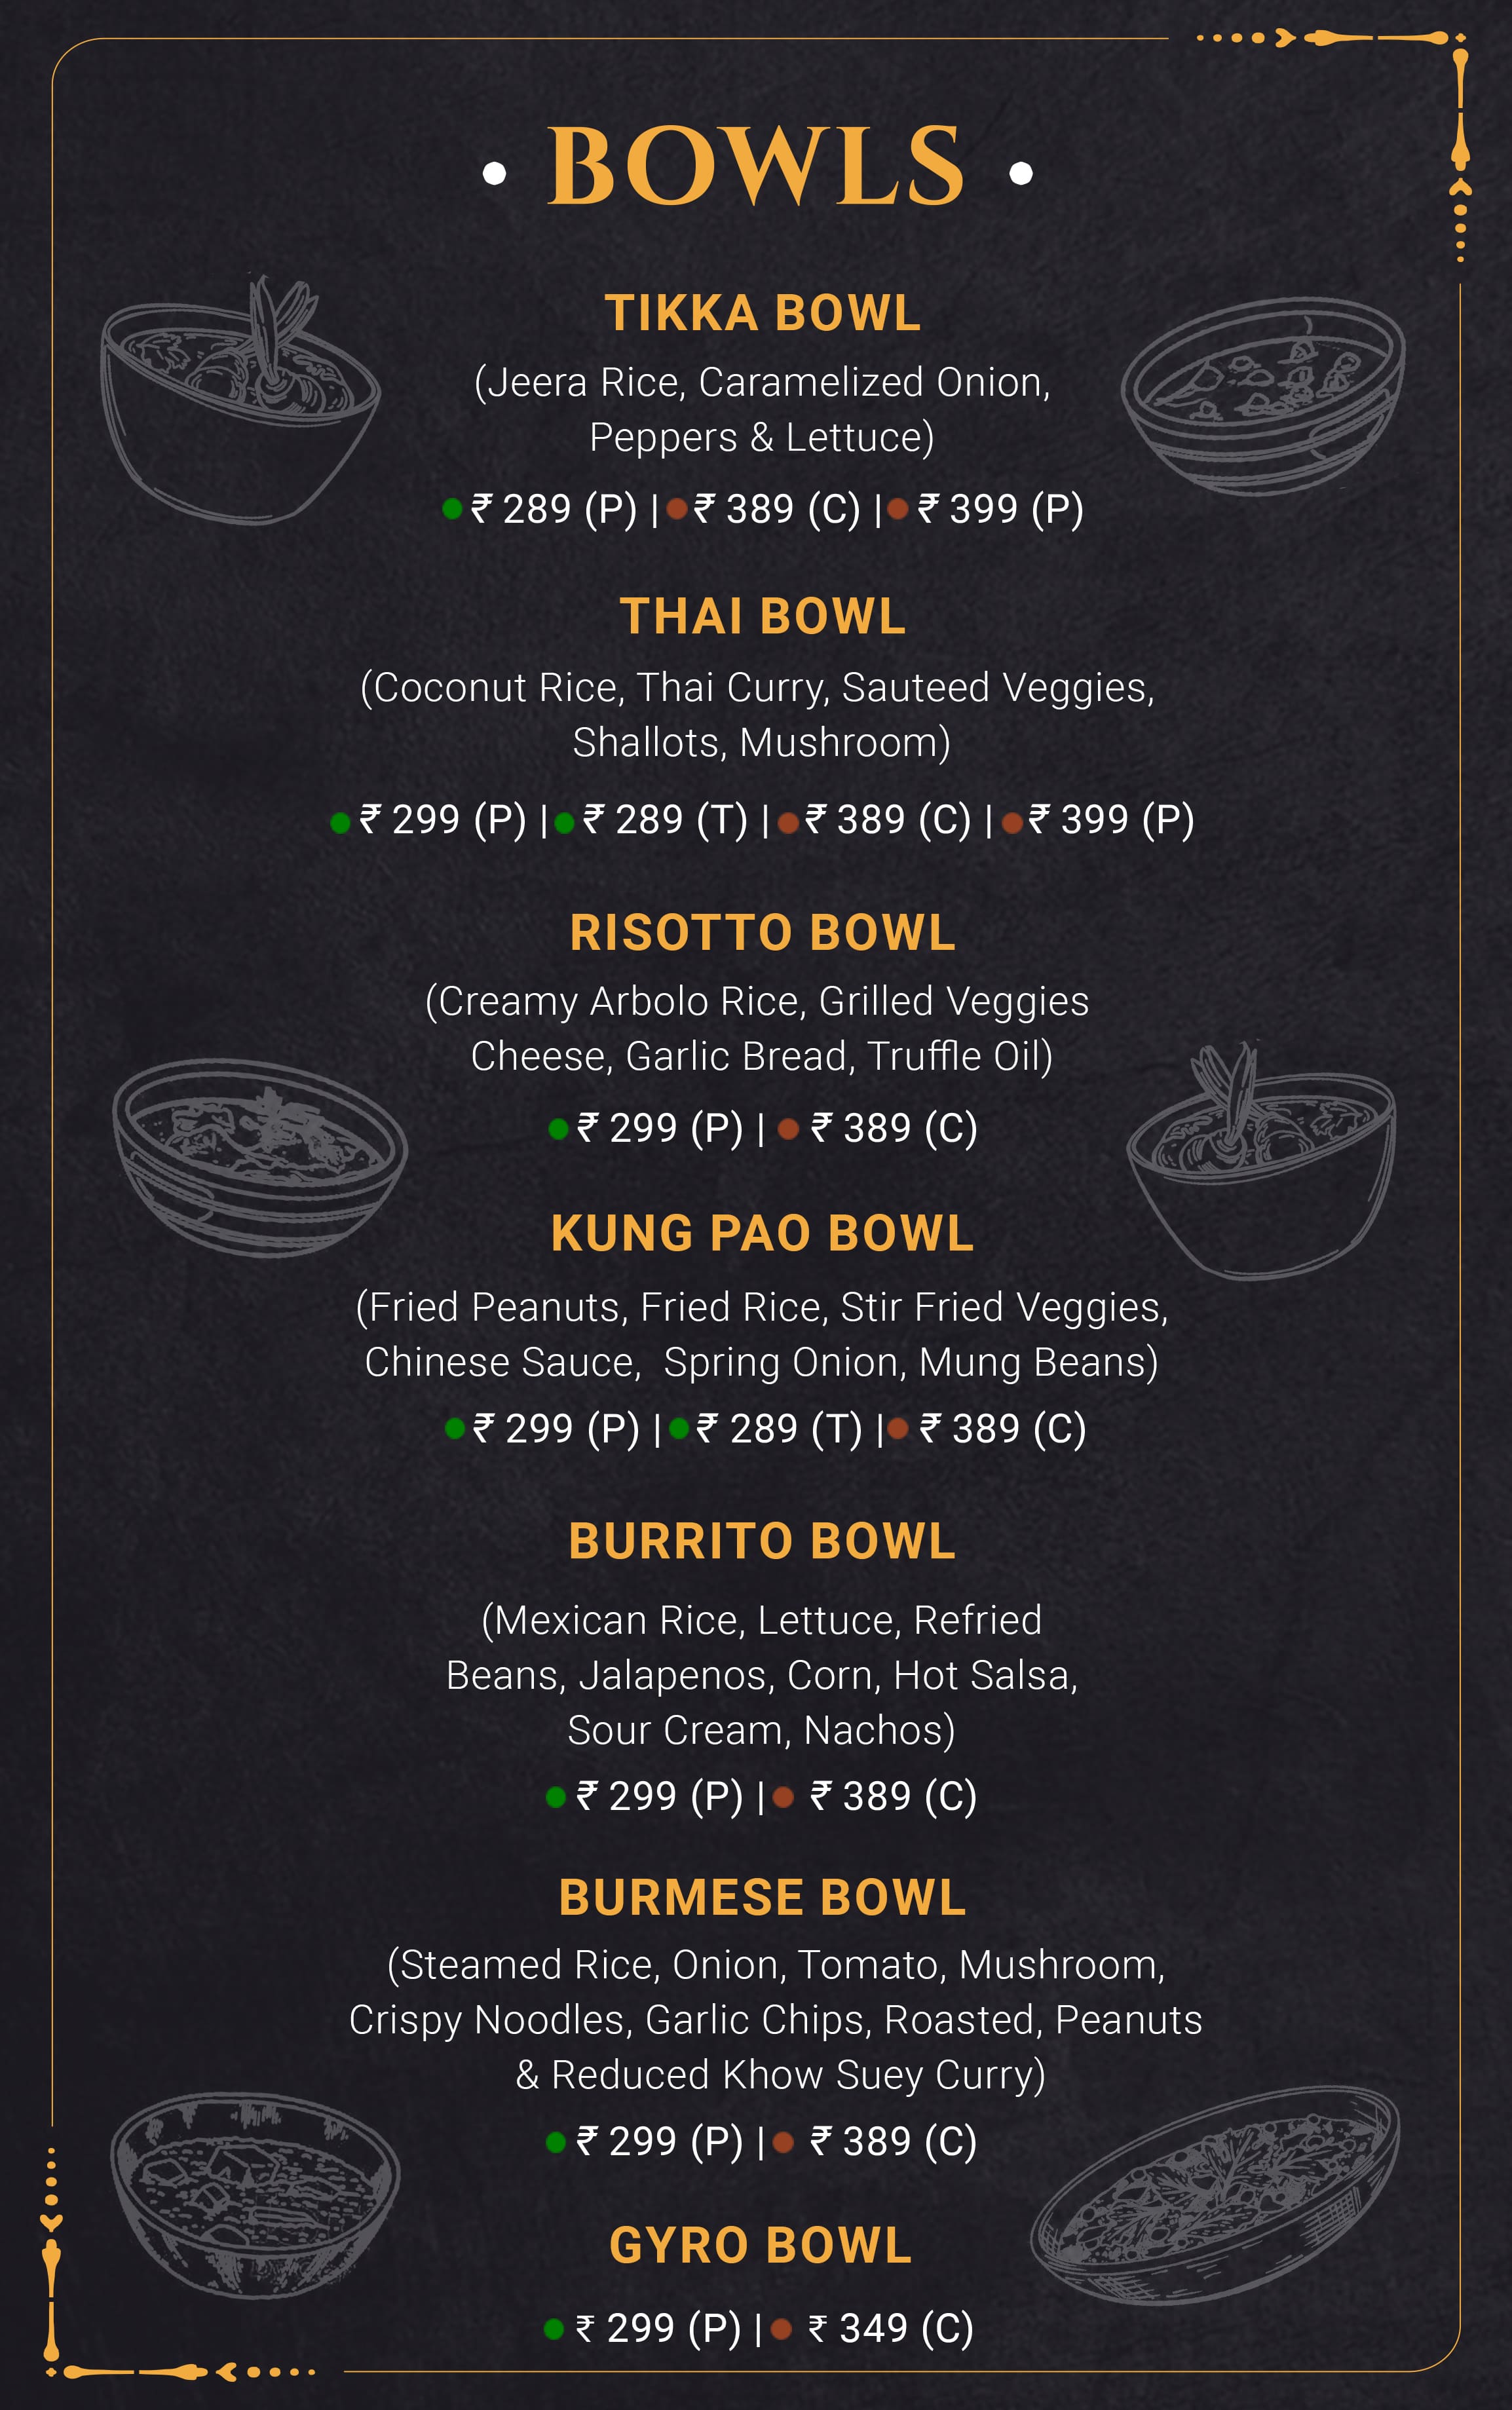 BOWLS
TIKKA BOWL
(Jeera Rice, Caramelized Onion,
Peppers & Lettuce)
₹ 289 (P) | ₹ 389 (C) | ₹ 399 (P)
THAI BOWL
(Coconut Rice, Thai Curry, Sauteed Veggies,
Shallots, Mushroom)
₹ 299 (P) | ₹ 289 (T) | ₹ 389 (C) | ₹ 399 (P)
RISOTTO BOWL
(Creamy Arbolo Rice, Grilled Veggies
Cheese, Garlic Bread, Truffle Oil)
₹ 299 (P) | ₹ 389 (C)
KUNG PAO BOWL
(Fried Peanuts, Fried Rice, Stir Fried Veggies,
Chinese Sauce, Spring Onion, Mung Beans)
₹ 299 (P) | ₹ 289 (T) | ₹ 389 (C)
BURRITO BOWL
(Mexican Rice, Lettuce, Refried
Beans, Jalapenos, Corn, Hot Salsa,
Sour Cream, Nachos)
₹ 299 (P) | ₹ 389 (C)
BURMESE BOWL
(Steamed Rice, Onion, Tomato, Mushroom,
Crispy Noodles, Garlic Chips, Roasted, Peanuts
& Reduced Khow Suey Curry)
₹ 299 (P) | ₹ 389 (C)
GYRO BOWL
₹ 299 (P) | ₹ 349 (C)